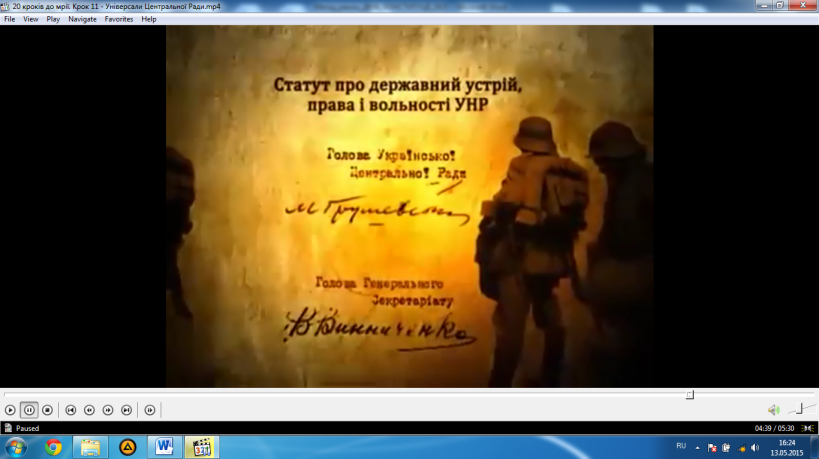 20 кроків до мрії. Крок 11 - Універсали Центральної Ради.mp4
File View Play Navigate Favorites Help
Статут про державний устрій,
права і вольності УНР
Голова Української
Центральної Ради
М Грушевський
Голова Генерального
Секретаріату
В Винниченко
Paused
04:39 / 05:30
RU
16:24
13.05.2015